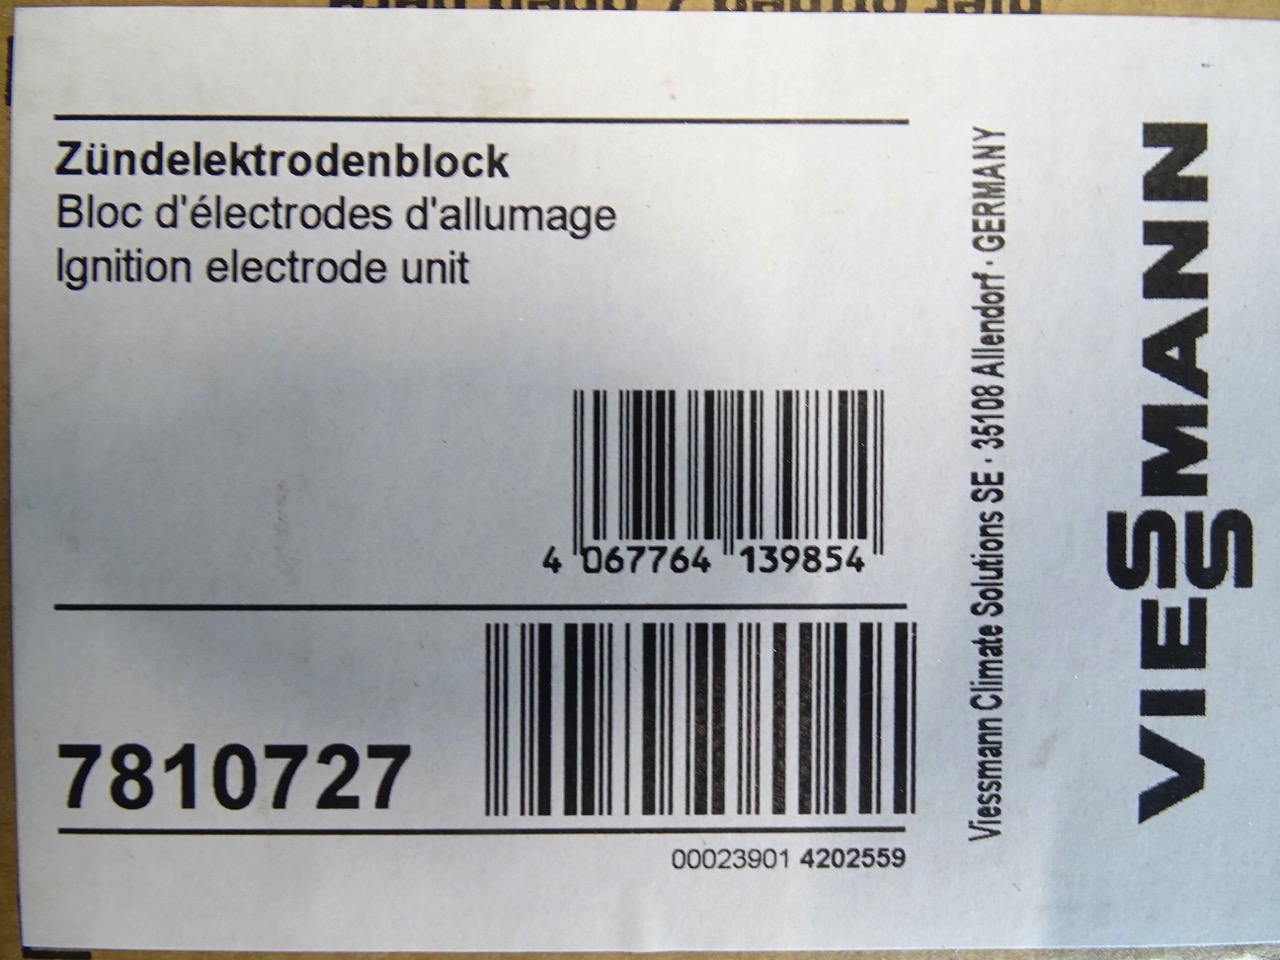 Zündelektrodenblock
Bloc d'électrodes d'allumage
Ignition electrode unit
4 067764 139854
7810727
00023901 4202559
Viessmann Climate Solutions SE · 35108 Allendorf · GERMANY
VIESSMANN